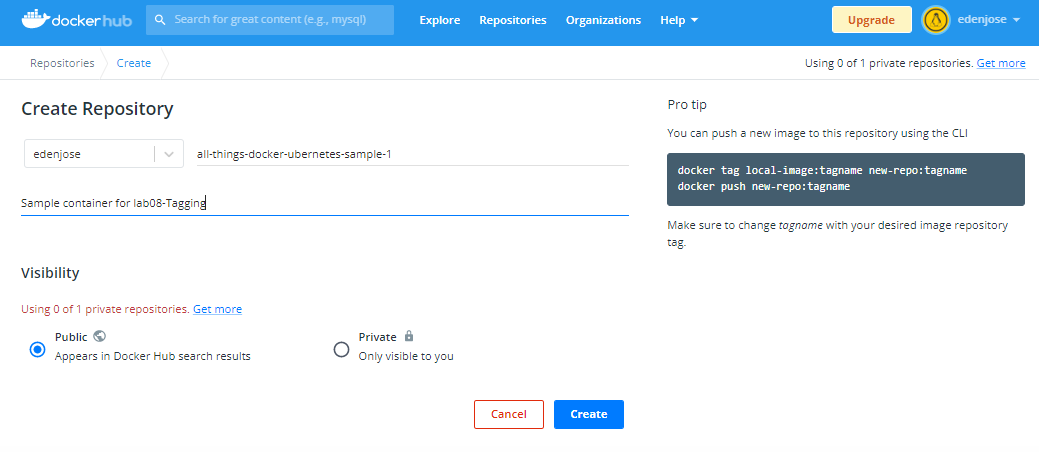 docker hub
Search for great content (e.g., mysql)
Explore
Repositories
Organizations
Help
Upgrade
edenjose
Repositories
Create
Using 0 of 1 private repositories. Get more
Create Repository
edenjose
all-things-docker-ubernetes-sample-1
Sample container for lab08-Tagging
Visibility
Using 0 of 1 private repositories. Get more
Public
Appears in Docker Hub search results
Private
Only visible to you
Cancel
Create
Pro tip
You can push a new image to this repository using the CLI
docker tag local-image:tagname new-repo:tagname
docker push new-repo:tagname
Make sure to change tagname with your desired image repository
tag.